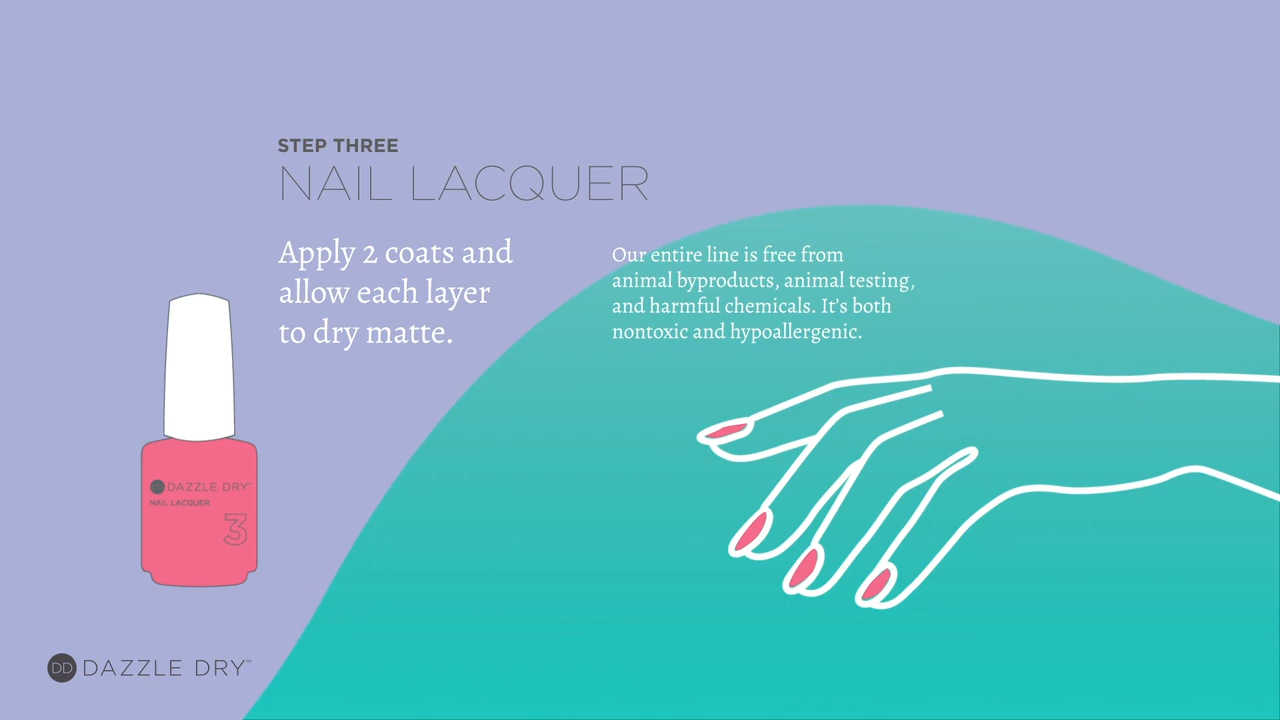 STEP THREE
NAIL LACQUER
Apply 2 coats and
allow each layer
to dry matte.
Our entire line is free from
animal byproducts, animal testing,
and harmful chemicals. It’s both
nontoxic and hypoallergenic.
DD DAZZLE DRY™
NAIL LACQUER
3
DD DAZZLE DRY™